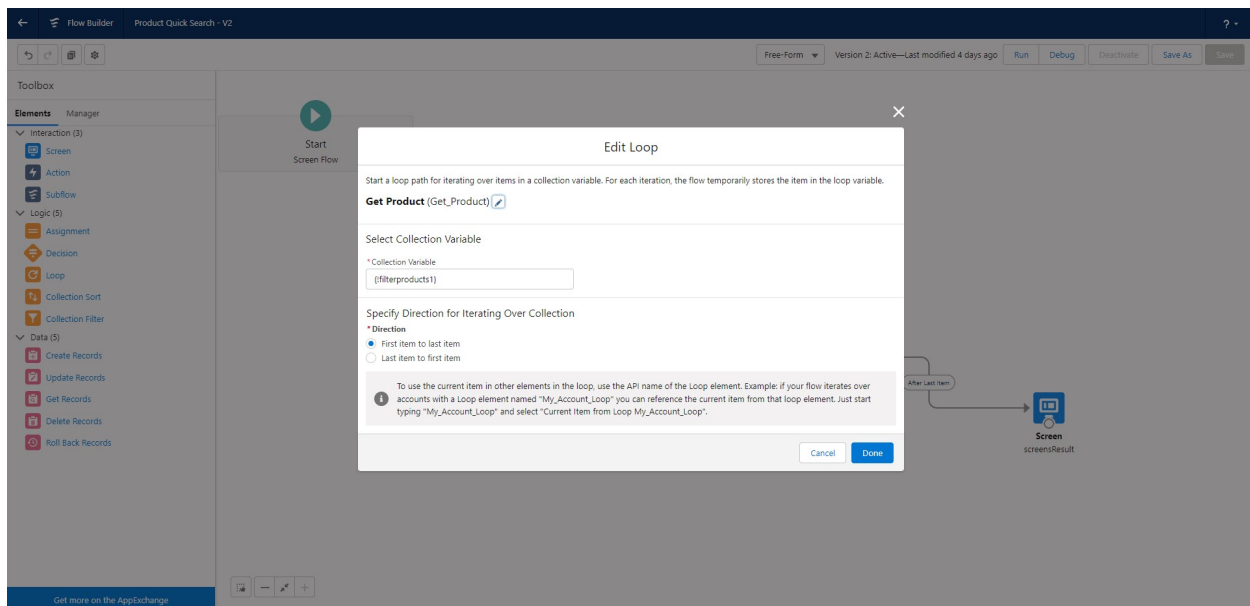 Flow Builder
Product Quick Search - V2
?
Free-Form
Version 2: Active—Last modified 4 days ago
Run
Debug
Deactivate
Save As
Save
Toolbox
Elements
Manager
Interaction (3)
Screen
Action
Subflow
Logic (5)
Assignment
Decision
Loop
Collection Sort
Collection Filter
Data (5)
Create Records
Update Records
Get Records
Delete Records
Roll Back Records
Get more on the AppExchange
Start
Screen Flow
Edit Loop
Start a loop path for iterating over items in a collection variable. For each iteration, the flow temporarily stores the item in the loop variable.
Get Product (Get_Product)
Select Collection Variable
* Collection Variable
{!filterproducts1}
Specify Direction for Iterating Over Collection
* Direction
First item to last item
Last item to first item
To use the current item in other elements in the loop, use the API name of the Loop element. Example: if your flow iterates over
accounts with a Loop element named "My_Account_Loop" you can reference the current item from that loop element. Just start
typing "My_Account_Loop" and select "Current Item from Loop My_Account_Loop".
Cancel
Done
After Last Item
Screen
screensResult